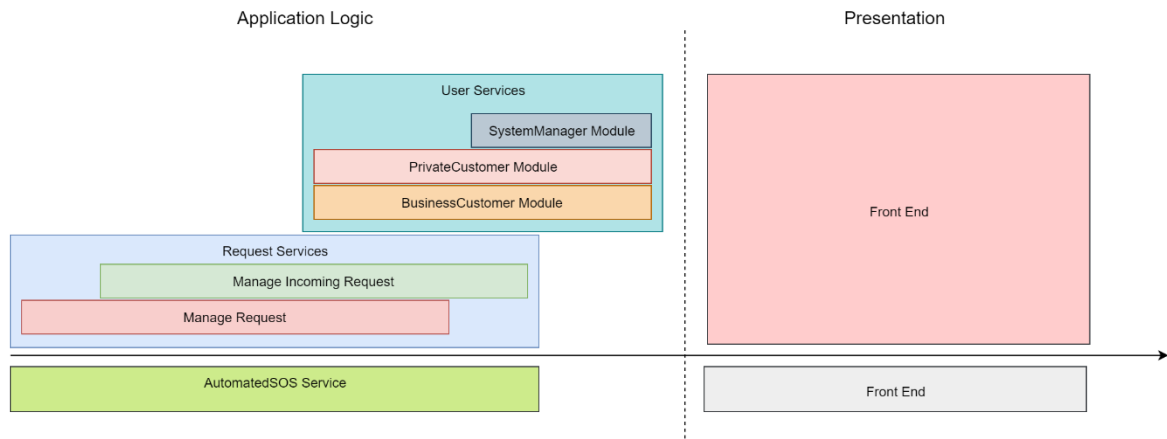 Application Logic
Presentation
User Services
SystemManager Module
PrivateCustomer Module
BusinessCustomer Module
Front End
Request Services
Manage Incoming Request
Manage Request
AutomatedSOS Service
Front End